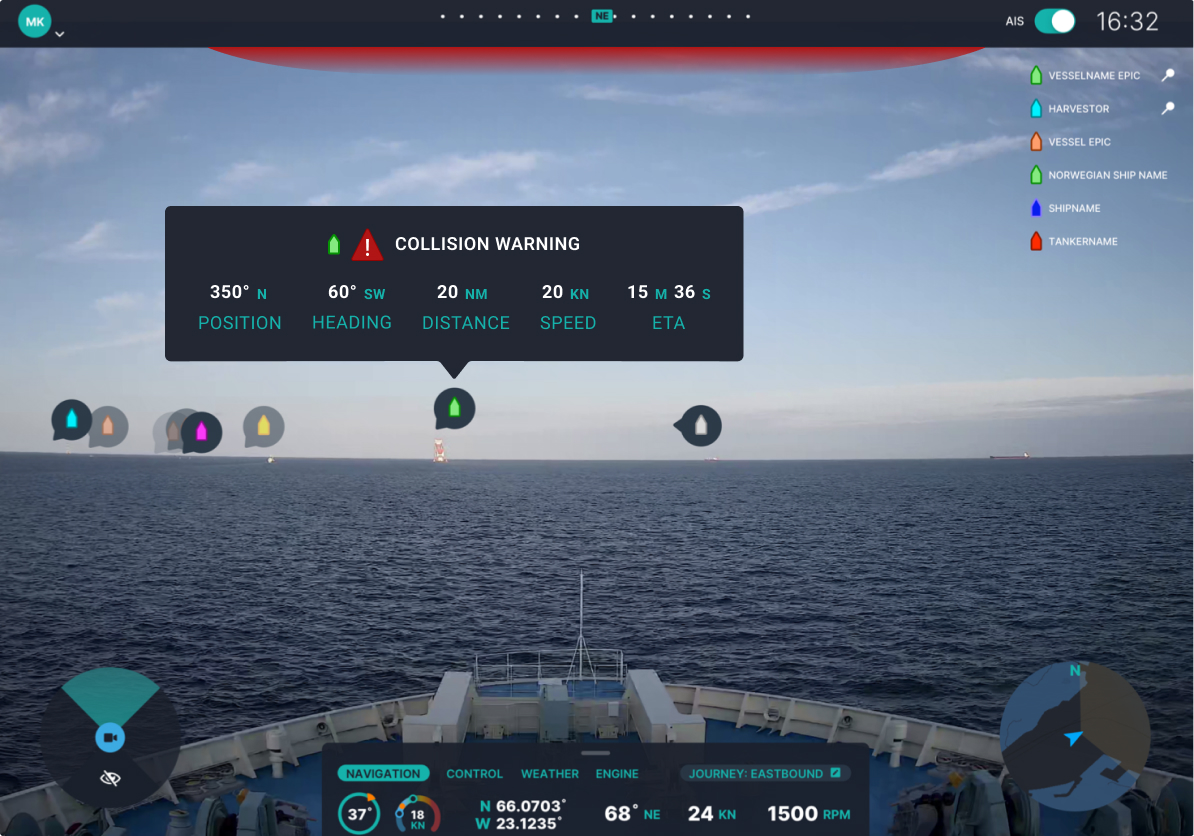 MK
NE
AIS
16:32
VESSELNAME EPIC
HARVESTOR
VESSEL EPIC
NORWEGIAN SHIP NAME
SHIPNAME
TANKERNAME
! COLLISION WARNING
350° N 60° SW 20 NM 20 KN 15 M 36 S
POSITION HEADING DISTANCE SPEED ETA
N
NAVIGATION CONTROL WEATHER ENGINE JOURNEY: EASTBOUND
37° 18 KN
N 66.0703°
W 23.1235°
68° NE 24 KN 1500 RPM